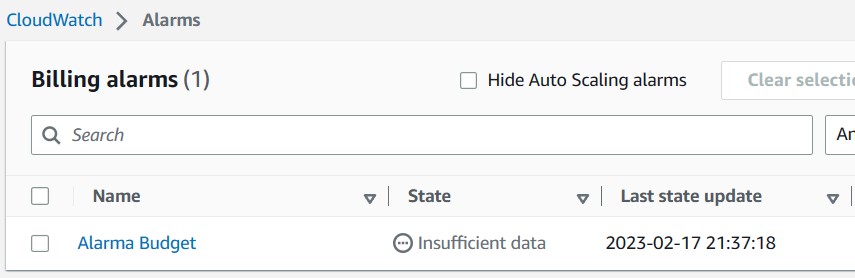 CloudWatch > Alarms
Billing alarms (1)
Hide Auto Scaling alarms
Clear selectio
Search
An
Name
State
Last state update
Alarma Budget
Insufficient data
2023-02-17 21:37:18